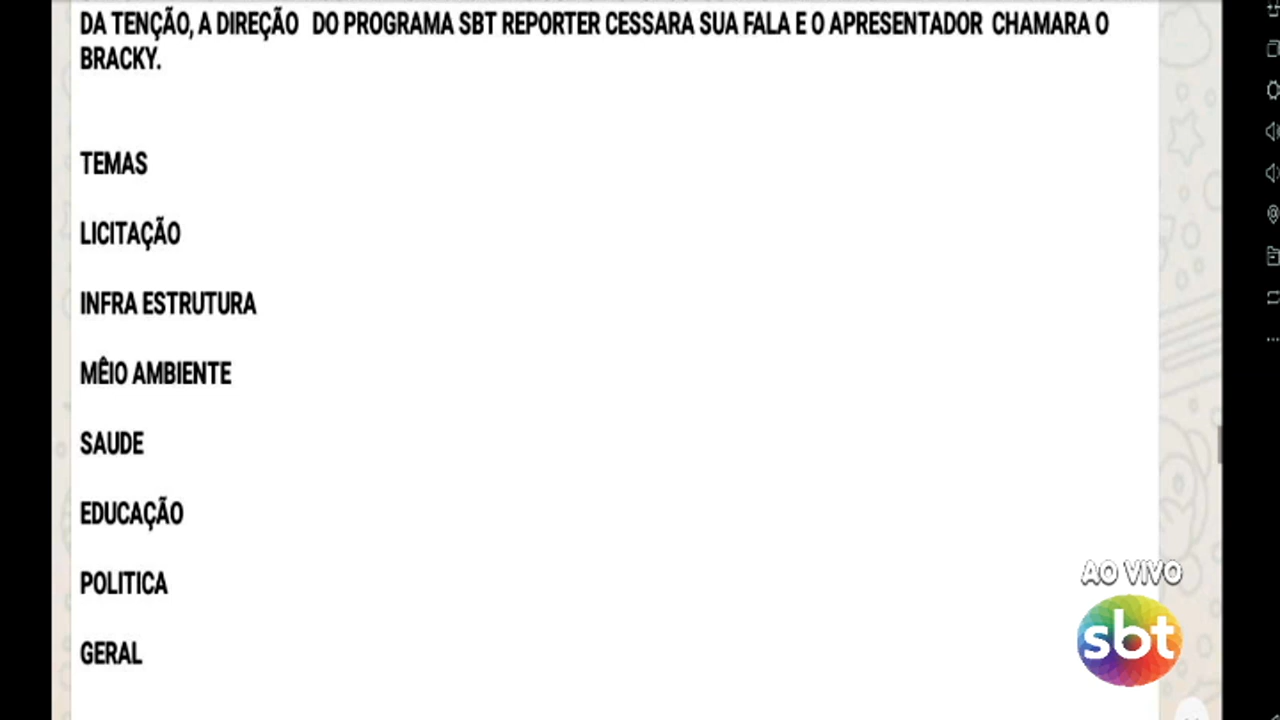 DA TENÇÃO, A DIREÇÃO DO PROGRAMA SBT REPORTER CESSARA SUA FALA E O APRESENTADOR CHAMARA O
BRACKY.
TEMAS
LICITAÇÃO
INFRA ESTRUTURA
MÊIO AMBIENTE
SAUDE
EDUCAÇÃO
POLITICA
GERAL
AO VIVO
sbt